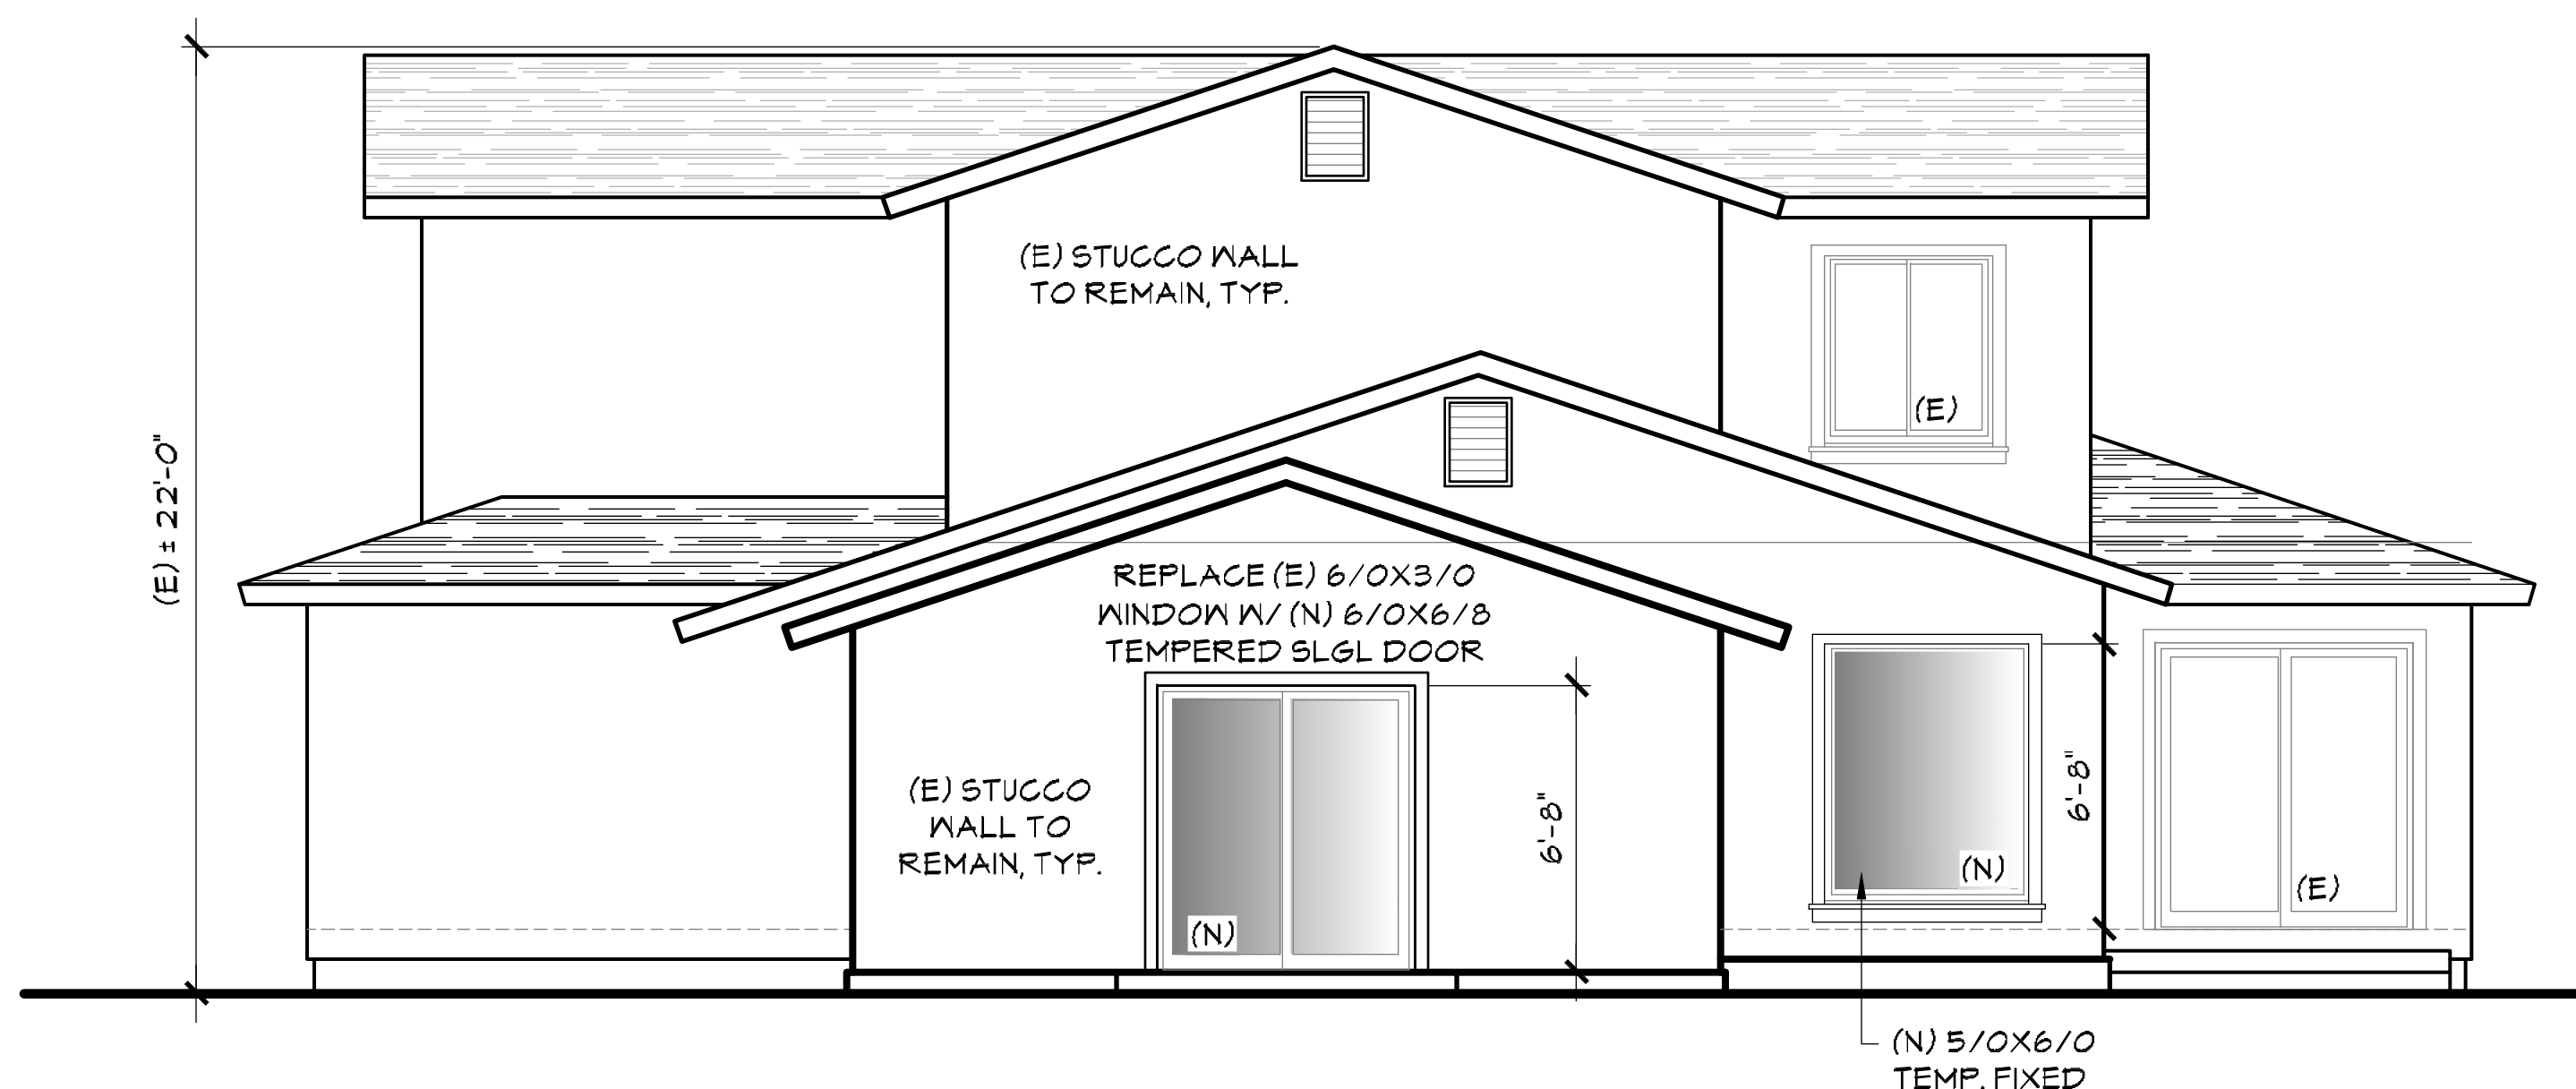 (E) STUCCO WALL
TO REMAIN, TYP.
(E)
(E) ± 22'-0"
REPLACE (E) 6/0X3/0
WINDOW W/ (N) 6/0X6/8
TEMPERED SLGL DOOR
(E) STUCCO
WALL TO
REMAIN, TYP.
6'-8"
6'-8"
(N)
(N)
(E)
(N) 5/0X6/0
TEMP. FIXED